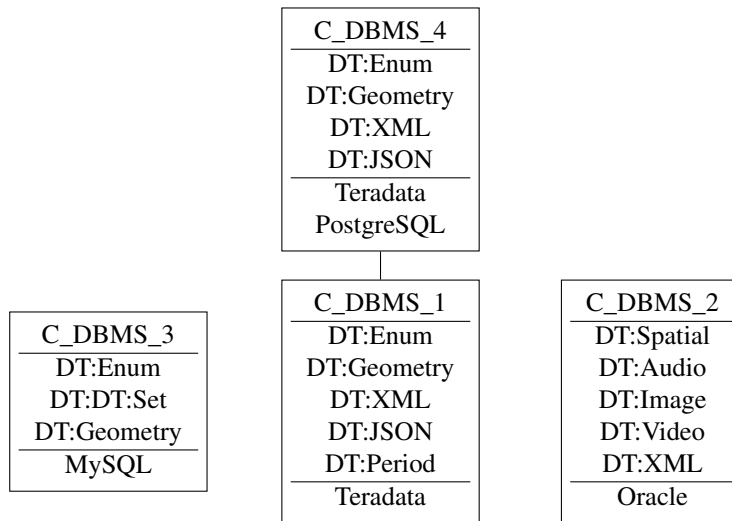 C_DBMS_4
DT:Enum
DT:Geometry
DT:XML
DT:JSON
Teradata
PostgreSQL
C_DBMS_3
DT:Enum
DT:DT:Set
DT:Geometry
MySQL
C_DBMS_1
DT:Enum
DT:Geometry
DT:XML
DT:JSON
DT:Period
Teradata
C_DBMS_2
DT:Spatial
DT:Audio
DT:Image
DT:Video
DT:XML
Oracle